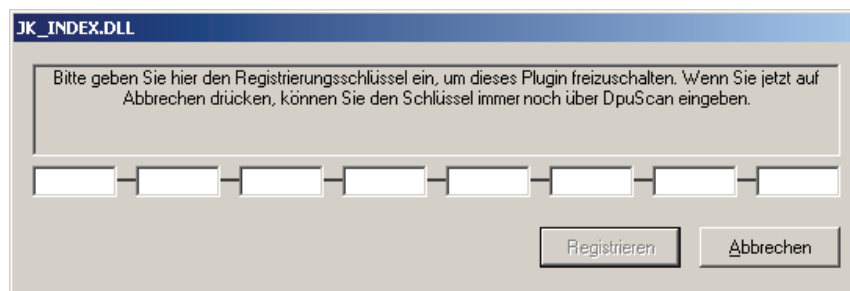 JK_INDEX.DLL
Bitte geben Sie hier den Registrierungsschlüssel ein, um dieses Plugin freizuschalten. Wenn Sie jetzt auf
Abbrechen drücken, können Sie den Schlüssel immer noch über DpuScan eingeben.
Registrieren Abbrechen